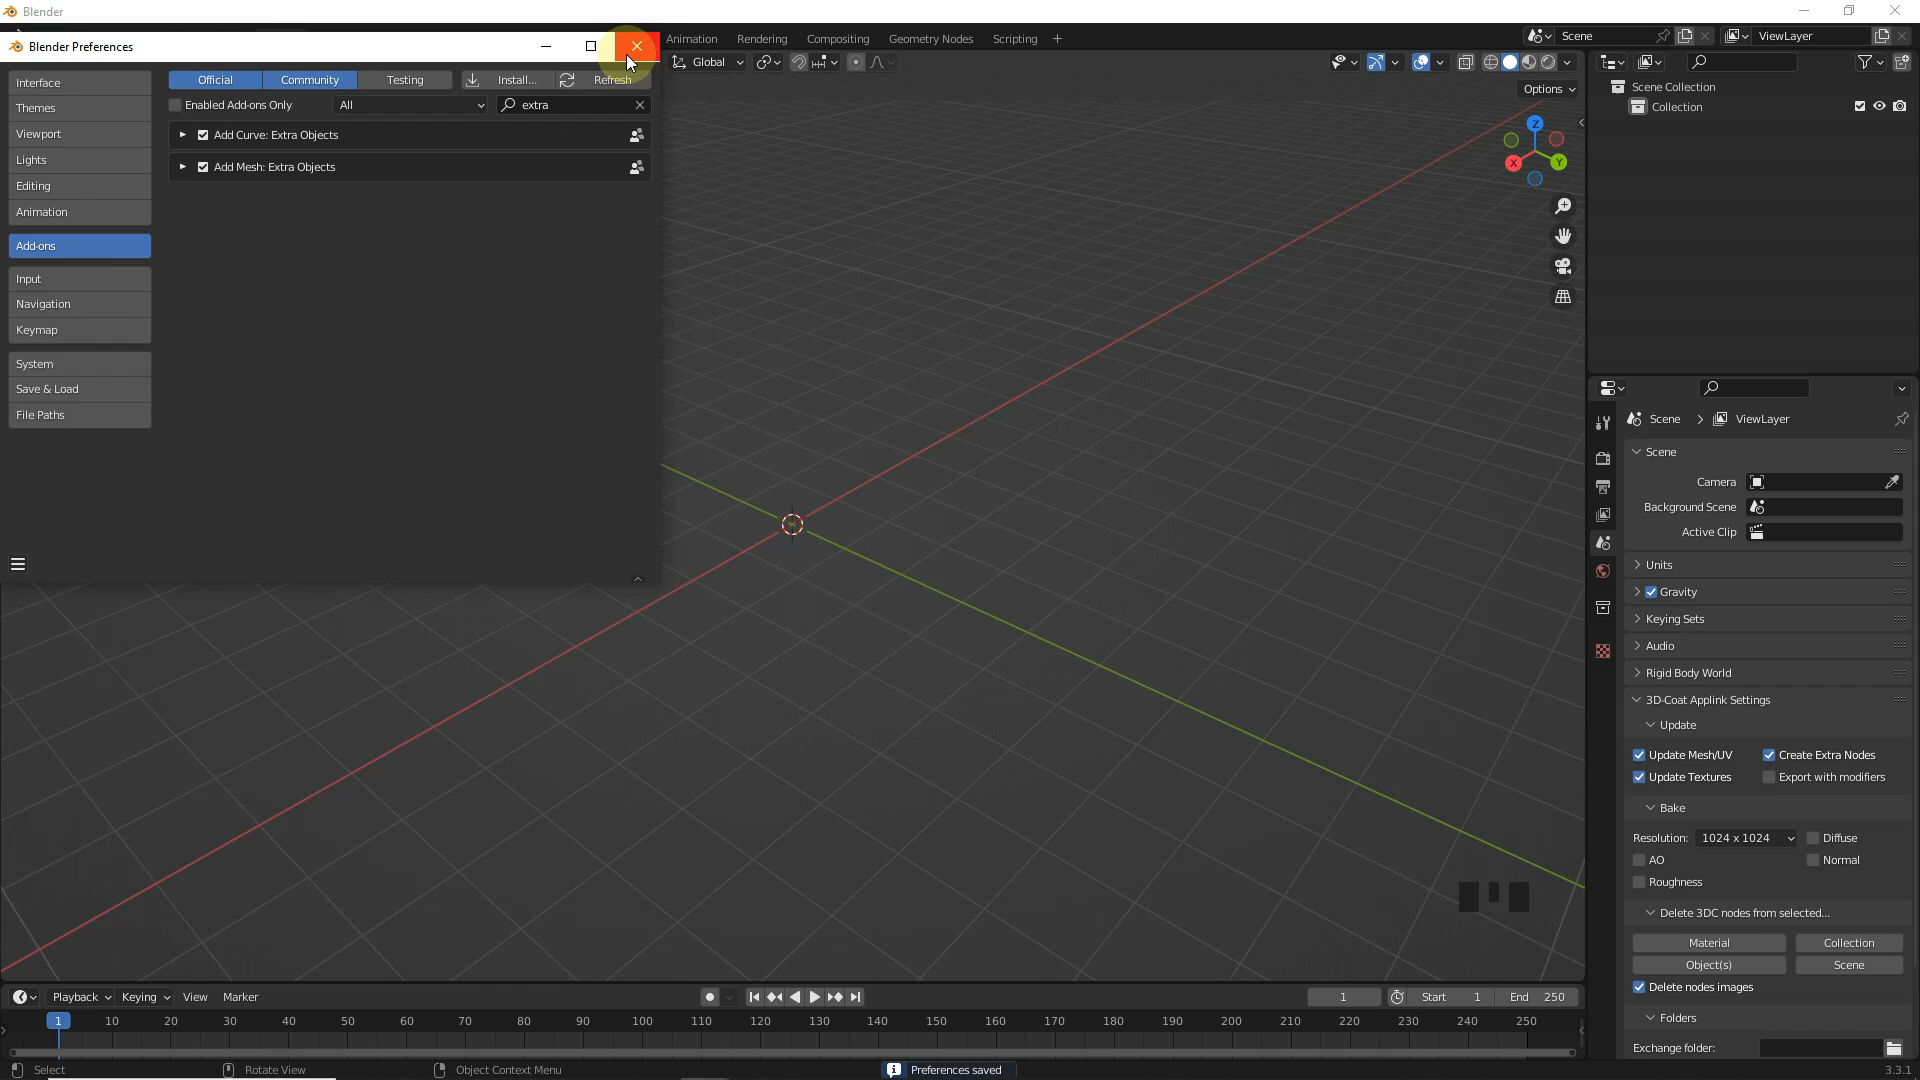 Blender
Blender Preferences
Animation Rendering Compositing Geometry Nodes Scripting
Scene
ViewLayer
Interface
Themes
Viewport
Lights
Editing
Animation
Add-ons
Input
Navigation
Keymap
System
Save & Load
File Paths
Official Community Testing Install... Refresh
Enabled Add-ons Only All extra
Add Curve: Extra Objects
Add Mesh: Extra Objects
Global
Options
Z
Y
X
Scene Collection
Collection
Scene ViewLayer
Scene
Camera
Background Scene
Active Clip
Units
Gravity
Keying Sets
Audio
Rigid Body World
3D-Coat Applink Settings
Update
Update Mesh/UV Create Extra Nodes
Update Textures Export with modifiers
Bake
Resolution: 1024 x 1024 Diffuse
AO Normal
Roughness
Delete 3DC nodes from selected...
Material Collection
Object(s) Scene
Delete nodes images
Folders
Exchange folder:
Playback Keying View Marker
1 Start 1 End 250
1 10 20 30 40 50 60 70 80 90 100 110 120 130 140 150 160 170 180 190 200 210 220 230 240 250
Select Rotate View Object Context Menu Preferences saved 3.3.1